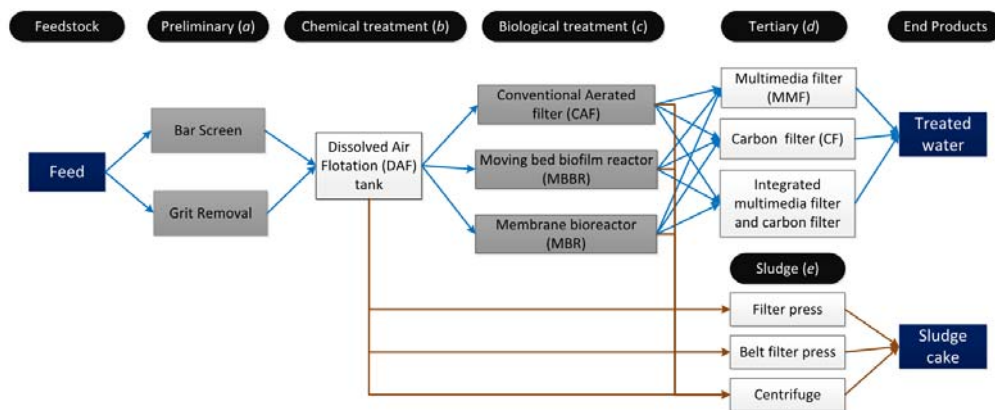 Feedstock
Preliminary (a)
Chemical treatment (b)
Biological treatment (c)
Tertiary (d)
End Products
Feed
Bar Screen
Grit Removal
Dissolved Air
Flotation (DAF)
tank
Conventional Aerated
filter (CAF)
Moving bed biofilm reactor
(MBBR)
Membrane bioreactor
(MBR)
Multimedia filter
(MMF)
Carbon filter (CF)
Integrated
multimedia filter
and carbon filter
Treated
water
Sludge (e)
Filter press
Belt filter press
Centrifuge
Sludge
cake